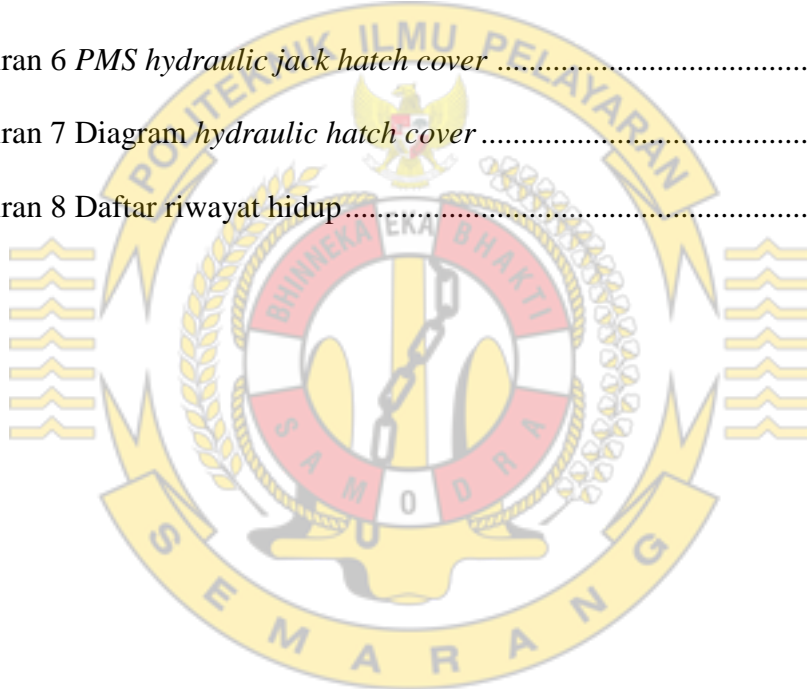 ran 6 PMS hydraulic jack hatch cover ........................................
ran 7 Diagram hydraulic hatch cover ..........................................
ran 8 Daftar riwayat hidup ............................................................
POLITEKNIK ILMU PELAYARAN
BHINNEKA EKA BHAKTI
SAMODRA
SEMARANG